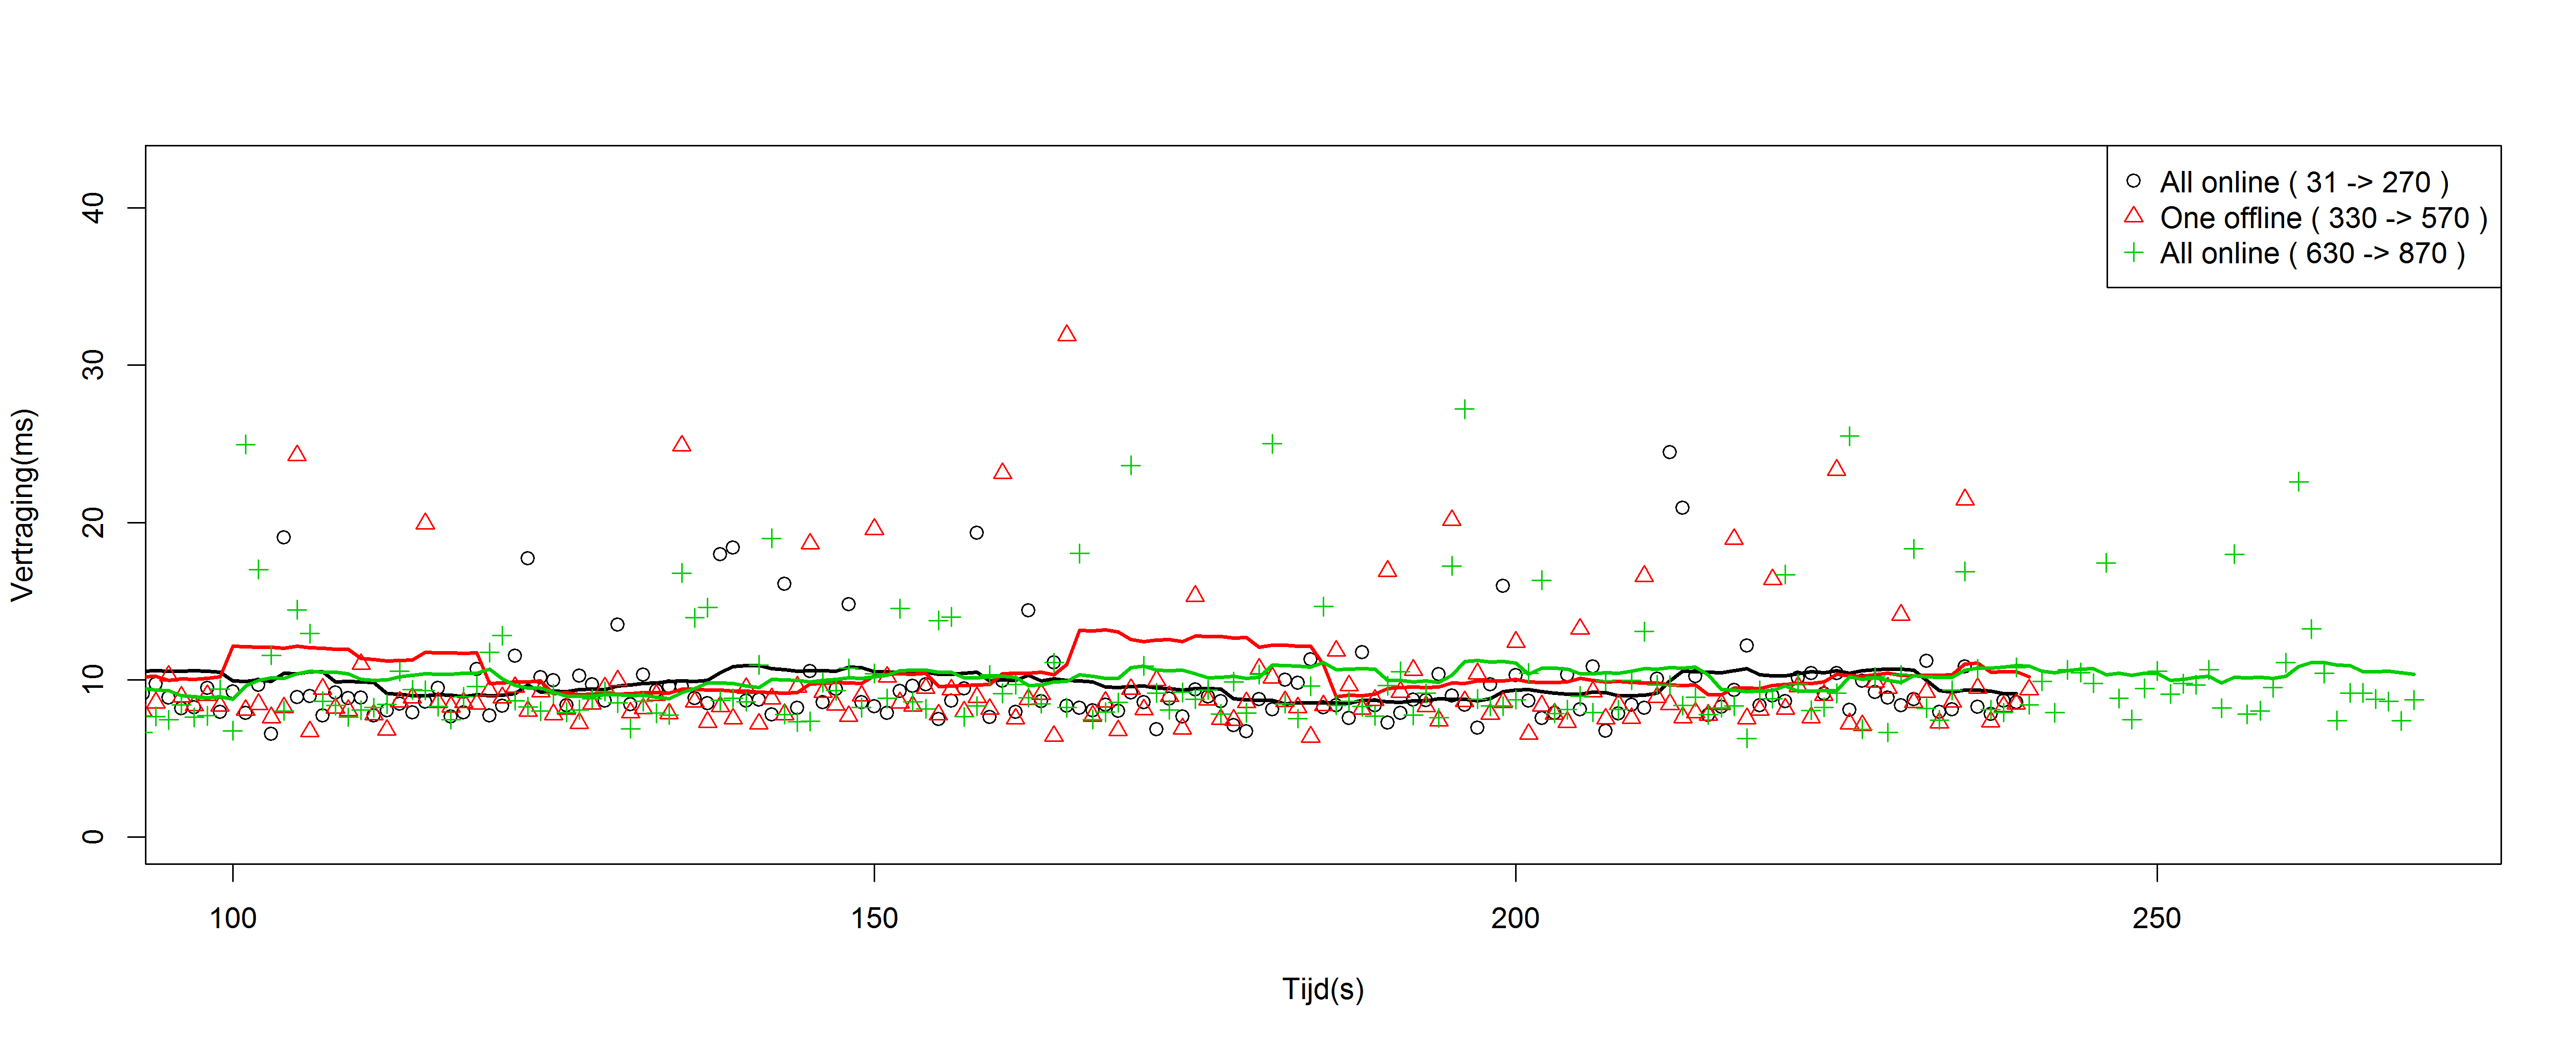 All online ( 31 -> 270 )
One offline ( 330 -> 570 )
All online ( 630 -> 870 )
Vertraging(ms)
40
30
20
10
0
100
150
200
250
Tijd(s)